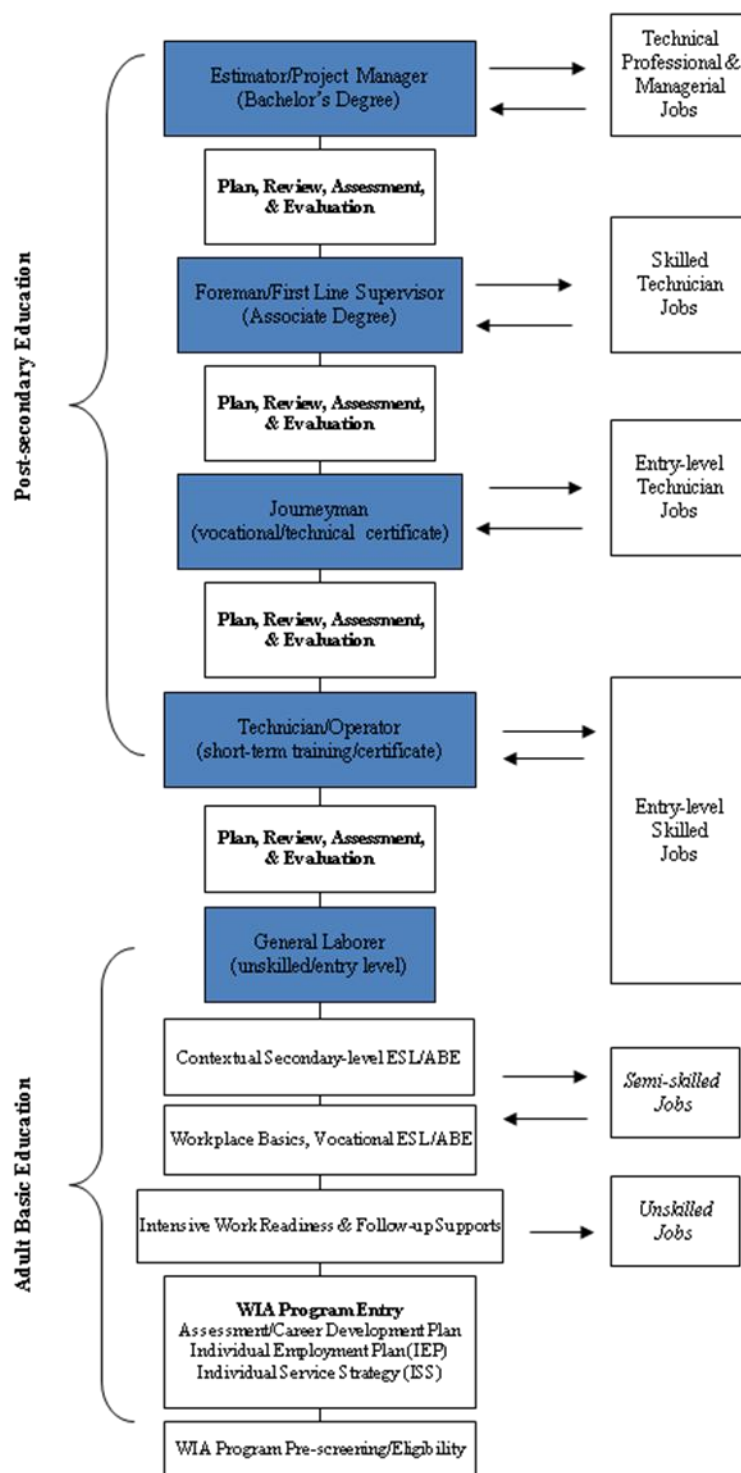 Estimator/Project Manager
(Bachelor's Degree)
Technical
Professional &
Managerial
Jobs
Plan, Review, Assessment,
& Evaluation
Foreman/First Line Supervisor
(Associate Degree)
Skilled
Technician
Jobs
Plan, Review, Assessment,
& Evaluation
Post-secondary Education
Journeyman
(vocational/technical certificate)
Entry-level
Technician
Jobs
Plan, Review, Assessment,
& Evaluation
Technician/Operator
(short-term training/certificate)
Entry-level
Skilled
Jobs
Plan, Review, Assessment,
& Evaluation
General Laborer
(unskilled/entry level)
Contextual Secondary-level ESL/ABE
Semi-skilled
Jobs
Workplace Basics, Vocational ESL/ABE
Adult Basic Education
Intensive Work Readiness & Follow-up Supports
Unskilled
Jobs
WIA Program Entry
Assessment/Career Development Plan
Individual Employment Plan (IEP)
Individual Service Strategy (ISS)
WIA Program Pre-screening/Eligibility